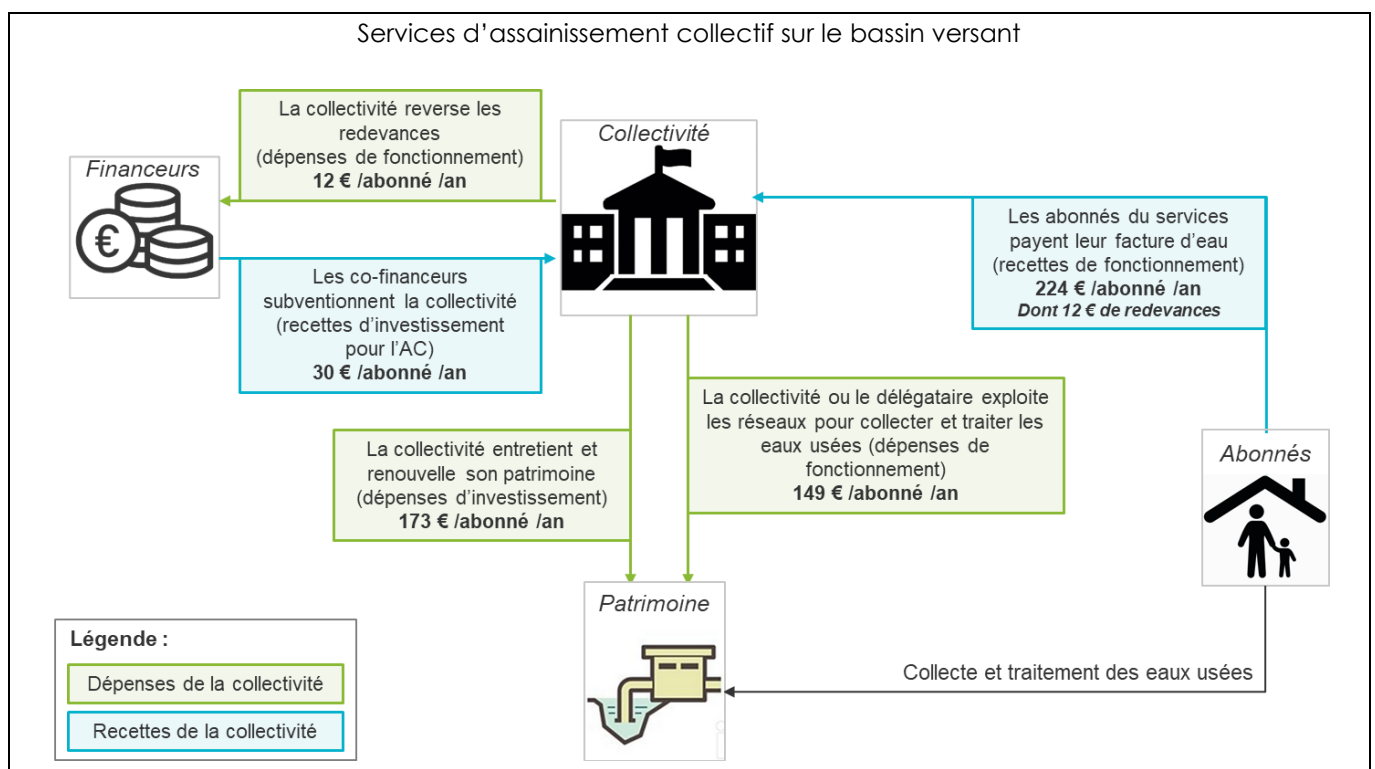 Services d'assainissement collectif sur le bassin versant
La collectivité reverse les
redevances
(dépenses de fonctionnement)
12 € /abonné /an
Financeurs
€
Collectivité
Les abonnés du services
payent leur facture d'eau
(recettes de fonctionnement)
224 € /abonné /an
Dont 12 € de redevances
Les co-financeurs
subventionnent la collectivité
(recettes d'investissement
pour l'AC)
30 € /abonné /an
La collectivité ou le délégataire exploite
les réseaux pour collecter et traiter les
eaux usées (dépenses de
fonctionnement)
149 € /abonné /an
La collectivité entretient et
renouvelle son patrimoine
(dépenses d'investissement)
173 € /abonné /an
Abonnés
Patrimoine
Collecte et traitement des eaux usées
Légende :
Dépenses de la collectivité
Recettes de la collectivité